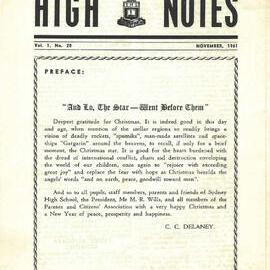 HIGH NOTES
Vol. 1, No. 20 NOVEMBER, 1961
PREFACE:
"And Lo, The Star — Went Before Them"
Deepest gratitude for Christmas. It is indeed good in this day
and age, when mention of the stellar regions so readily brings a
vision of deadly rockets, "sputniks", man-made satellites and space-
ships "Gargarin" around the heavens, to recall, if only for a brief
moment, the Christmas star. It is good for the heart burdened with
the dread of international conflict, chaos and destruction enveloping
the world of our children, once again to "rejoice with exceeding
great joy" and replace the fear with hope as Christmas heralds the
angels' words "and on earth, peace, goodwill toward men".
And so to all pupils, staff members, parents and friends of Sydney
High School, the President, Mr. M. R. Wills, and all members of the
Parents and Citizens' Association with a very happy Christmas and
a New Year of peace, prosperity and happiness.
C. C. DELANEY.